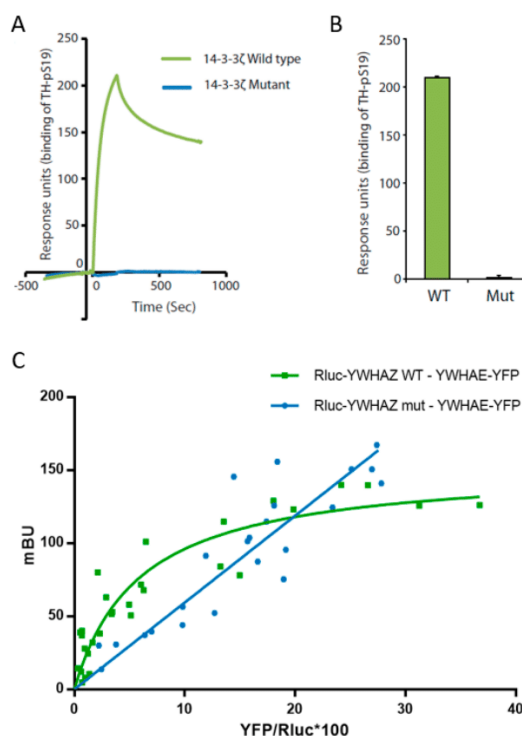 A
Response units (binding of TH-pS19)
250
200
150
100
50
0
-500
0
500
1000
Time (Sec)
14-3-3ζ Wild type
14-3-3ζ Mutant
B
Response units (binding of TH-pS19)
250
200
150
100
50
0
WT
Mut
C
Rluc-YWHAZ WT - YWHAE-YFP
Rluc-YWHAZ mut - YWHAE-YFP
mBU
200
150
100
50
0
0
10
20
30
40
YFP/Rluc*100